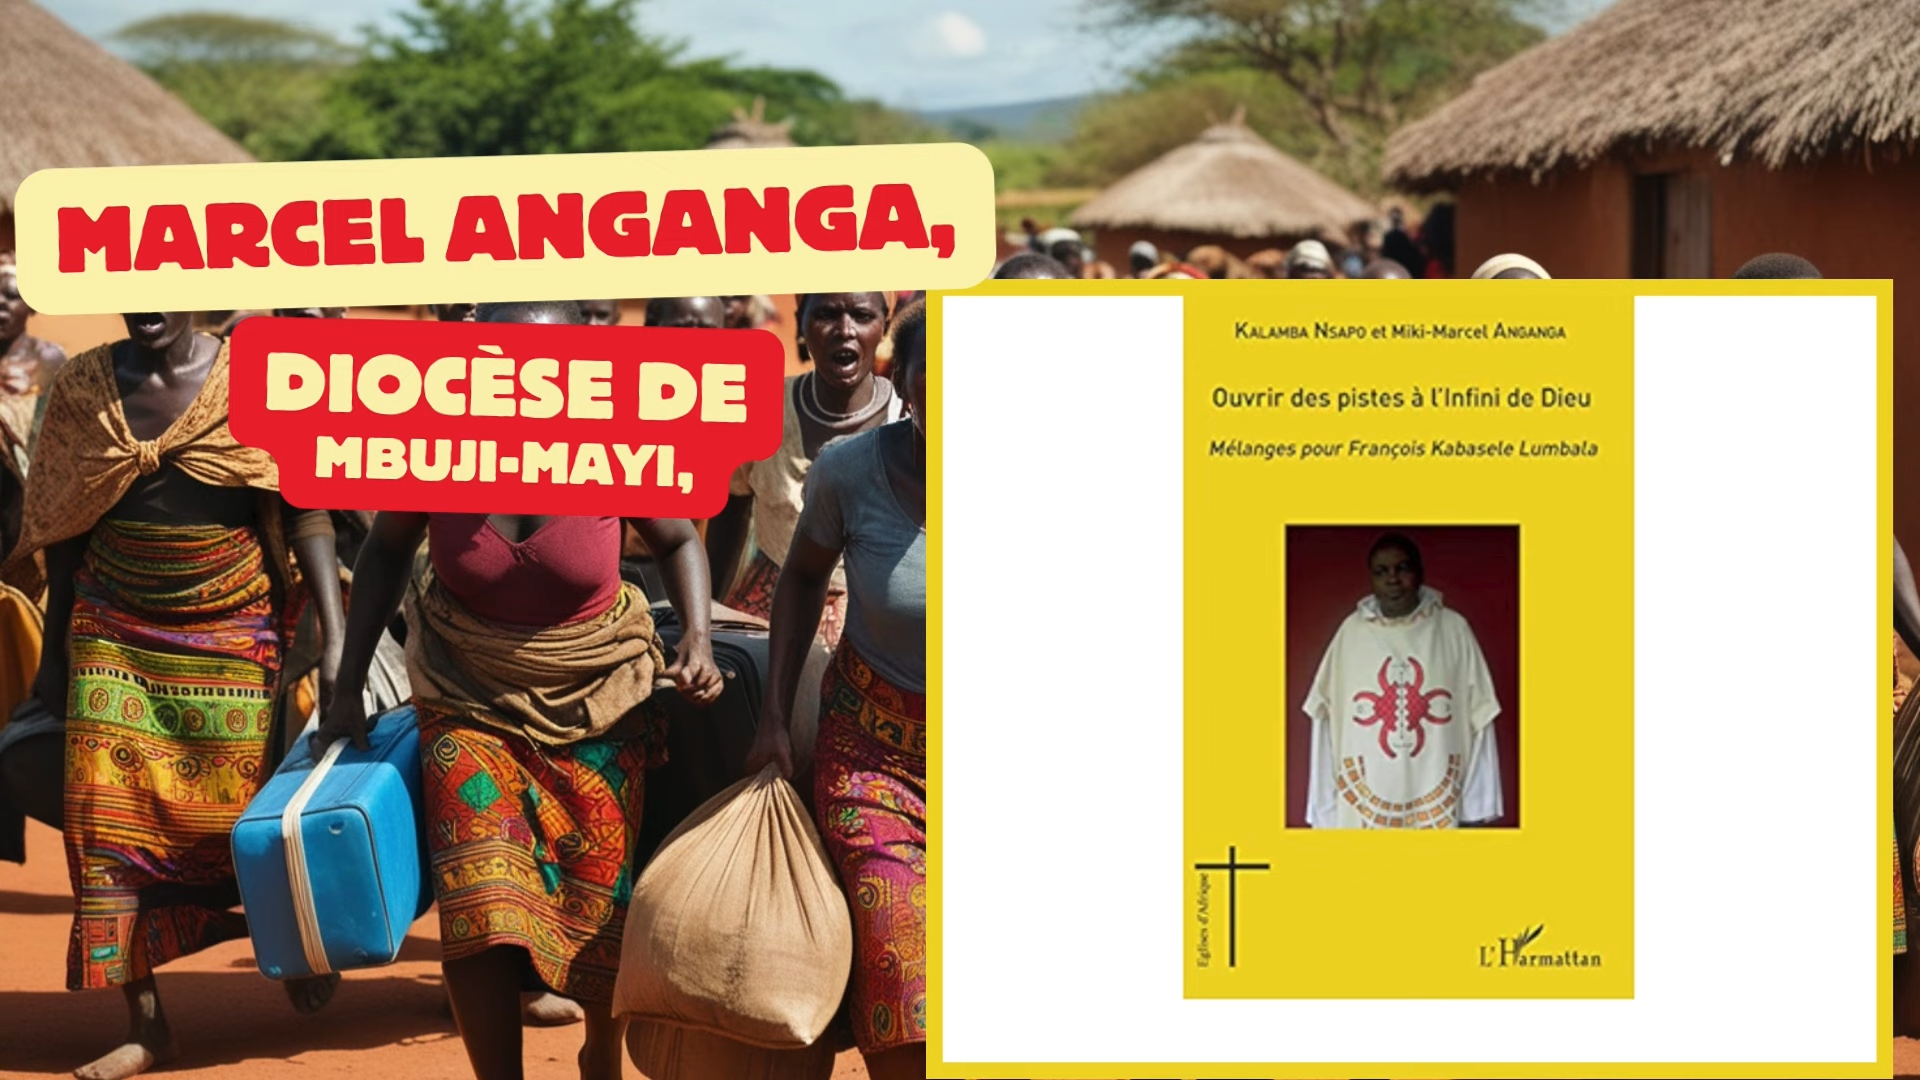 MARCEL ANGANGA,
DIOCÈSE DE
MBUJI-MAYI,
KALAMBA NSAPO et Miki-Marcel ANGANGA
Ouvrir des pistes à l'Infini de Dieu
Mélanges pour François Kabasele Lumbala
Eglises d'Afrique
L'Harmattan